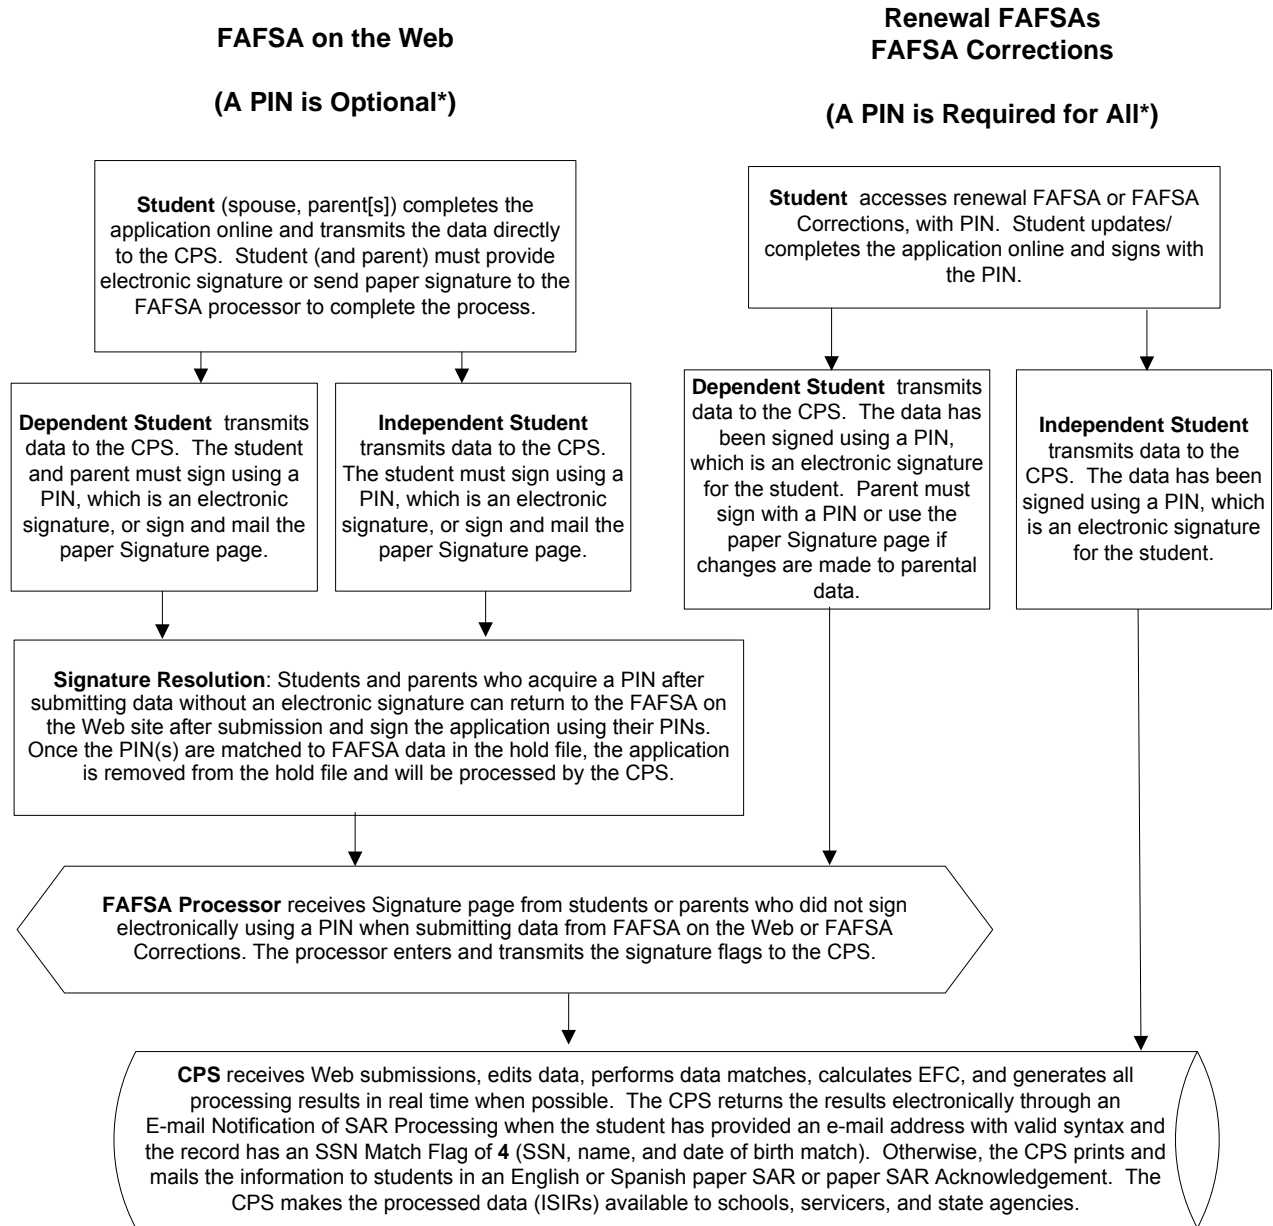 FAFSA on the Web
(A PIN is Optional*)
Renewal FAFSAs
FAFSA Corrections
(A PIN is Required for All*)
Student (spouse, parent[s]) completes the
application online and transmits the data directly
to the CPS. Student (and parent) must provide
electronic signature or send paper signature to the
FAFSA processor to complete the process.
Student accesses renewal FAFSA or FAFSA
Corrections, with PIN. Student updates/
completes the application online and signs with
the PIN.
Dependent Student transmits
data to the CPS. The student
and parent must sign using a
PIN, which is an electronic
signature, or sign and mail the
paper Signature page.
Independent Student
transmits data to the CPS.
The student must sign using a
PIN, which is an electronic
signature, or sign and mail the
paper Signature page.
Dependent Student transmits
data to the CPS. The data has
been signed using a PIN,
which is an electronic signature
for the student. Parent must
sign with a PIN or use the
paper Signature page if
changes are made to parental
data.
Independent Student
transmits data to the
CPS. The data has been
signed using a PIN, which
is an electronic signature
for the student.
Signature Resolution: Students and parents who acquire a PIN after
submitting data without an electronic signature can return to the FAFSA on
the Web site after submission and sign the application using their PINs.
Once the PIN(s) are matched to FAFSA data in the hold file, the application
is removed from the hold file and will be processed by the CPS.
FAFSA Processor receives Signature page from students or parents who did not sign
electronically using a PIN when submitting data from FAFSA on the Web or FAFSA
Corrections. The processor enters and transmits the signature flags to the CPS.
CPS receives Web submissions, edits data, performs data matches, calculates EFC, and generates all
processing results in real time when possible. The CPS returns the results electronically through an
E-mail Notification of SAR Processing when the student has provided an e-mail address with valid syntax and
the record has an SSN Match Flag of 4 (SSN, name, and date of birth match). Otherwise, the CPS prints and
mails the information to students in an English or Spanish paper SAR or paper SAR Acknowledgement. The
CPS makes the processed data (ISIRs) available to schools, servicers, and state agencies.